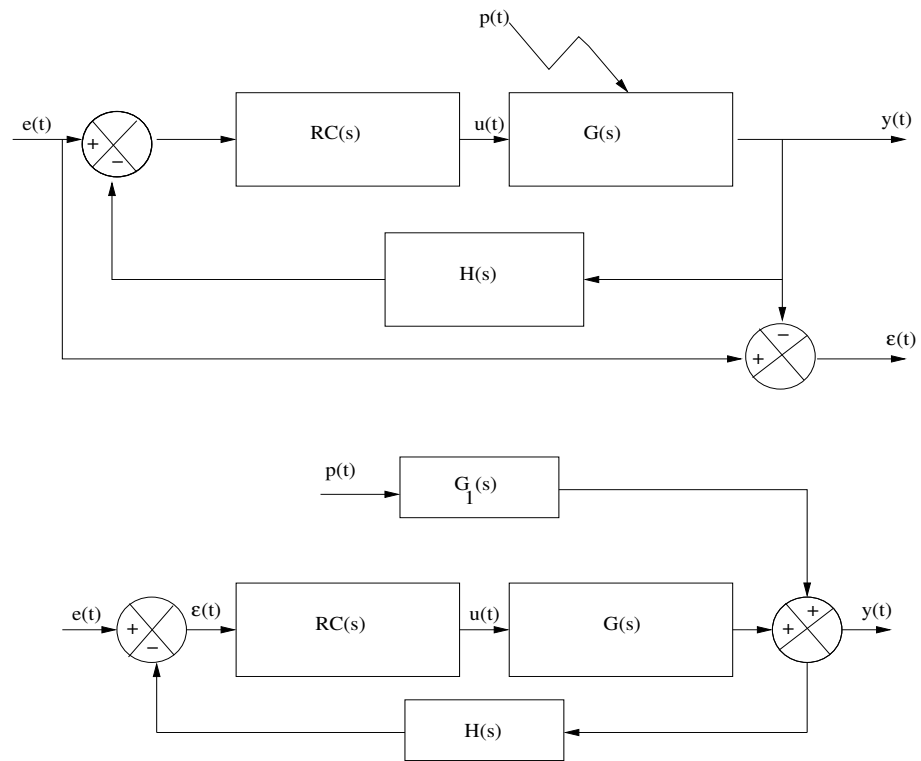 p(t)
e(t)
+
−
RC(s)
u(t)
G(s)
y(t)
H(s)
−
+
ε(t)
p(t)
G1(s)
e(t)
+
−
ε(t)
RC(s)
u(t)
G(s)
+
+
y(t)
H(s)